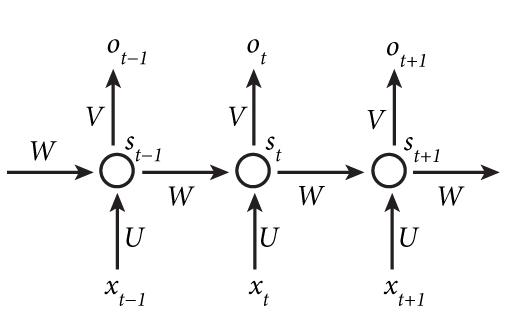 o_{t-1} o_t o_{t+1}
V V V
s_{t-1} s_t s_{t+1}
W
W W W
U U U
x_{t-1} x_t x_{t+1}